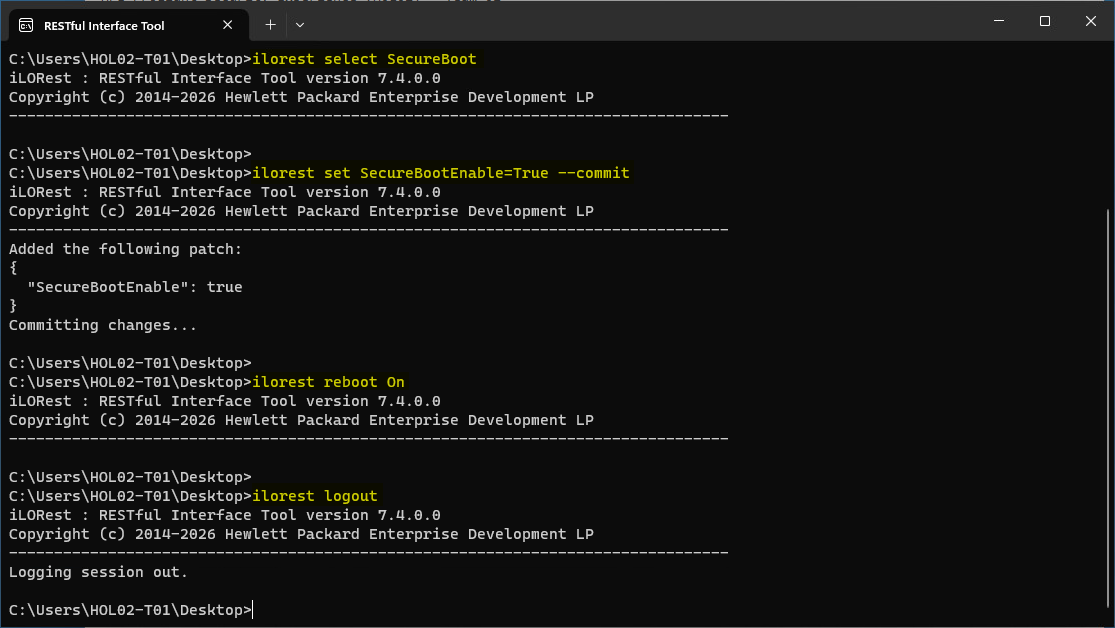 RESTful Interface Tool
C:\Users\HOL02-T01\Desktop>ilorest select SecureBoot
iLORest : RESTful Interface Tool version 7.4.0.0
Copyright (c) 2014-2026 Hewlett Packard Enterprise Development LP
--------------------------------------------------------------------------------
C:\Users\HOL02-T01\Desktop>
C:\Users\HOL02-T01\Desktop>ilorest set SecureBootEnable=True --commit
iLORest : RESTful Interface Tool version 7.4.0.0
Copyright (c) 2014-2026 Hewlett Packard Enterprise Development LP
--------------------------------------------------------------------------------
Added the following patch:
{
  "SecureBootEnable": true
}
Committing changes...
C:\Users\HOL02-T01\Desktop>
C:\Users\HOL02-T01\Desktop>ilorest reboot On
iLORest : RESTful Interface Tool version 7.4.0.0
Copyright (c) 2014-2026 Hewlett Packard Enterprise Development LP
--------------------------------------------------------------------------------
C:\Users\HOL02-T01\Desktop>
C:\Users\HOL02-T01\Desktop>ilorest logout
iLORest : RESTful Interface Tool version 7.4.0.0
Copyright (c) 2014-2026 Hewlett Packard Enterprise Development LP
--------------------------------------------------------------------------------
Logging session out.
C:\Users\HOL02-T01\Desktop>